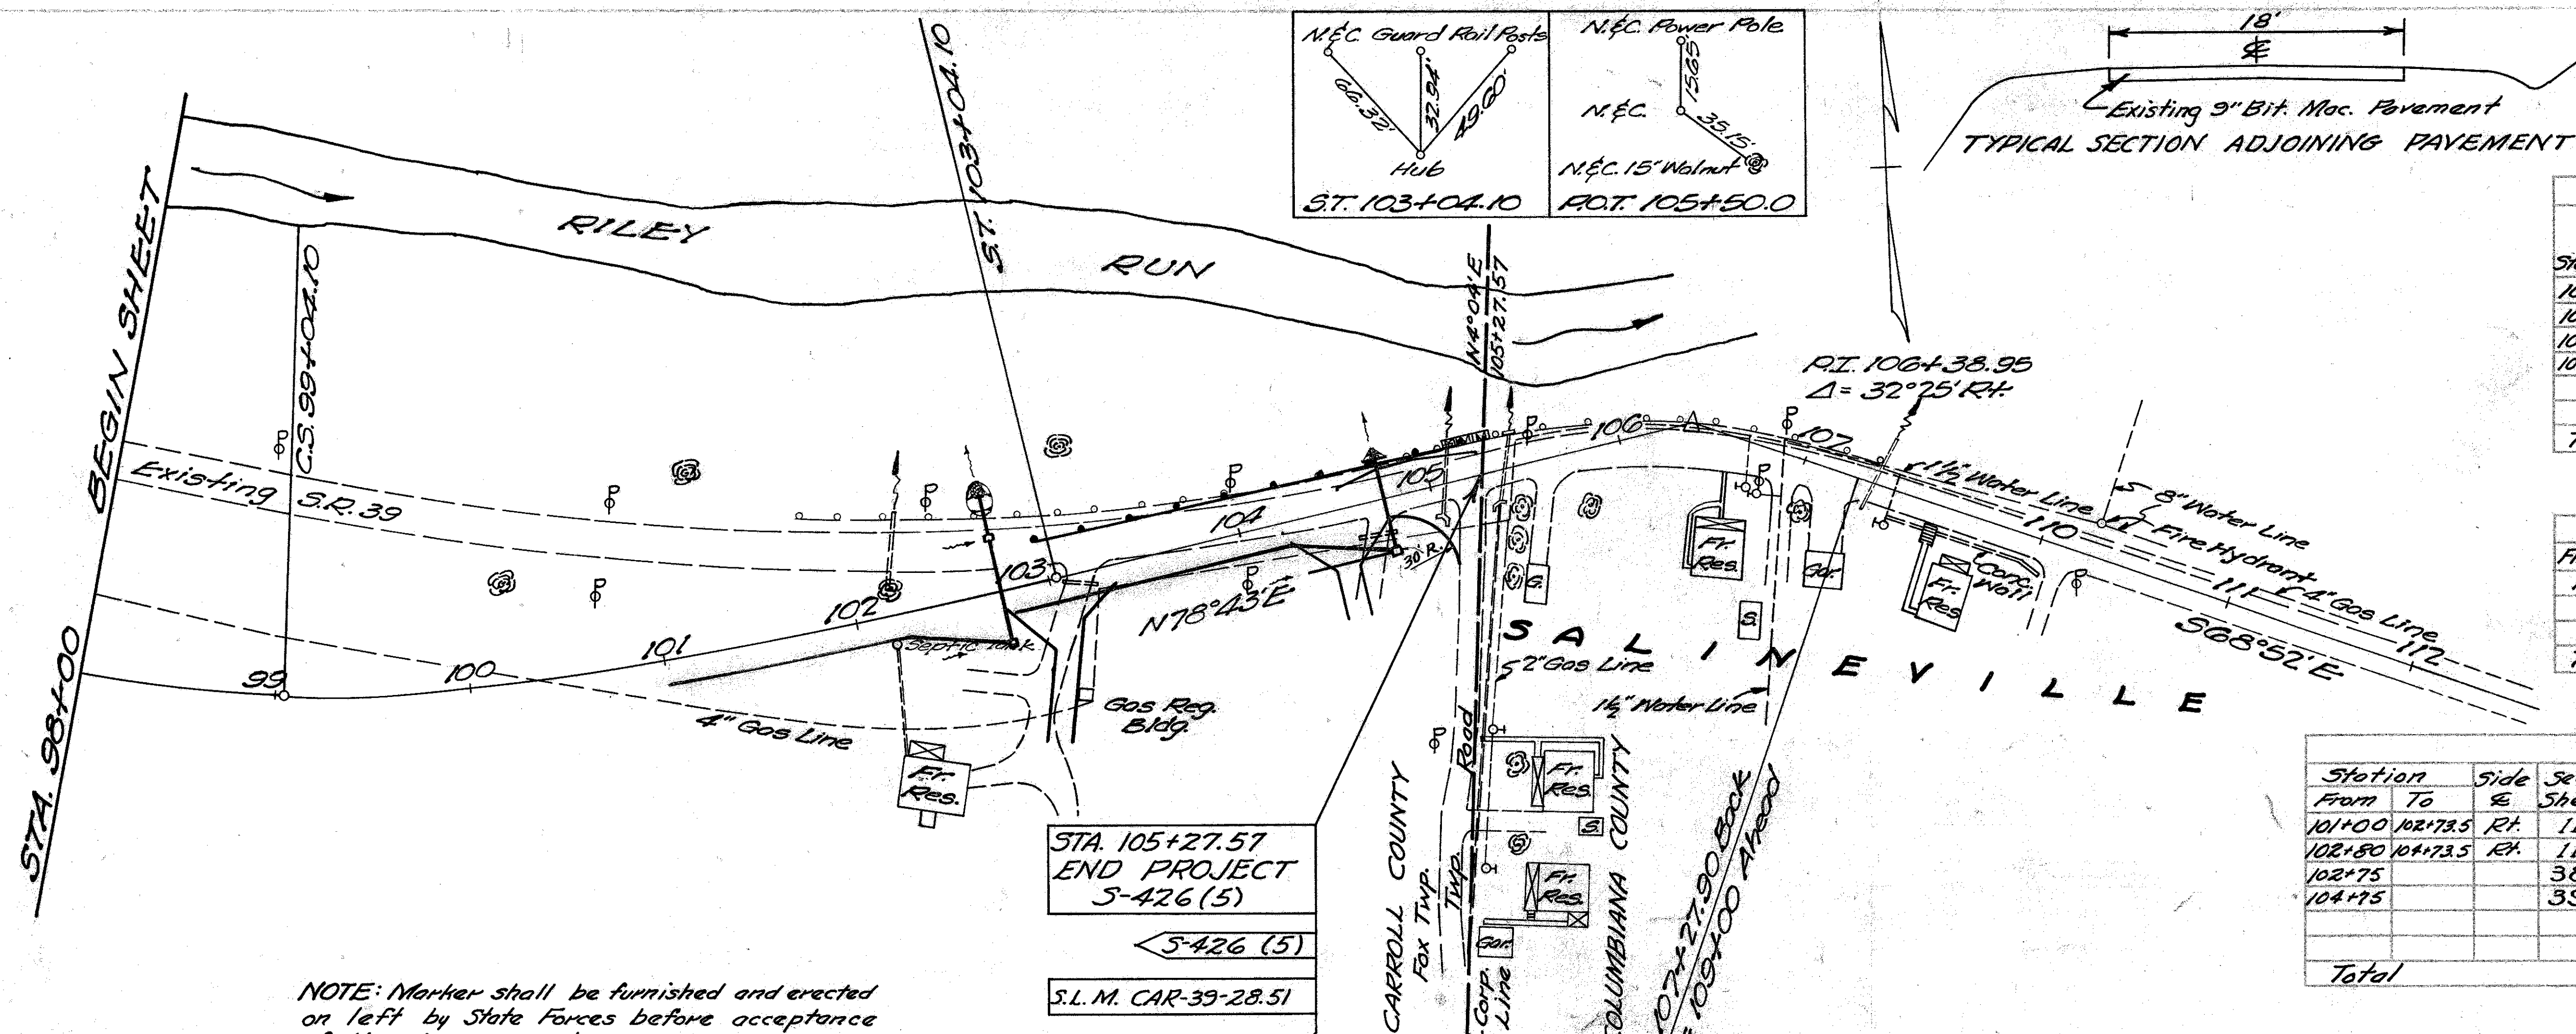 N.&C. Guard Rail Posts
66.32'
32.94'
49.60'
Hub
S.T. 103+04.10
N.&C. Power Pole
15.65
N.&C.
35.15'
N.&C. 15" Walnut
P.O.T. 105+50.0
18'
℄
Existing 9" Bit. Mac. Pavement
TYPICAL SECTION ADJOINING PAVEMENT
S.T. 103+04.10
BEGIN SHEET
STA. 98+00
C.S. 99+04.10
RILEY RUN
N4°04'E
105+27.57
P.I. 106+38.95
Δ= 32°25' Rt.
Existing S.R. 39
99
100
101
102
103
104
105
106
107
110
111
112
1½" Water Line
8" Water Line
Fire Hydrant
4" Gas Line
S68°52'E
N78°43'E
30' R.
Septic Tank
4" Gas Line
Gas Reg.
Bldg.
Fr.
Res.
G.
Fr.
Res.
Gar.
S.
Fr.
Res.
Conc.
Wall
SALINEVILLE
2" Gas Line
1½" Water Line
Road
Twp.
Fr.
Res.
S.
Fr.
Res.
Gar.
CARROLL COUNTY
Fox Twp.
Corp.
Line
COLUMBIANA COUNTY
107+27.90 Back
= 109+00 Ahead
STA. 105+27.57
END PROJECT
S-426 (5)
S-426 (5)
S.L.M. CAR-39-28.51
NOTE: Marker shall be furnished and erected
on left by State Forces before acceptance
Station Side
From To ℄
101+00 102+73.5 Rt.
102+80 104+73.5 Rt.
102+75
104+75
Total